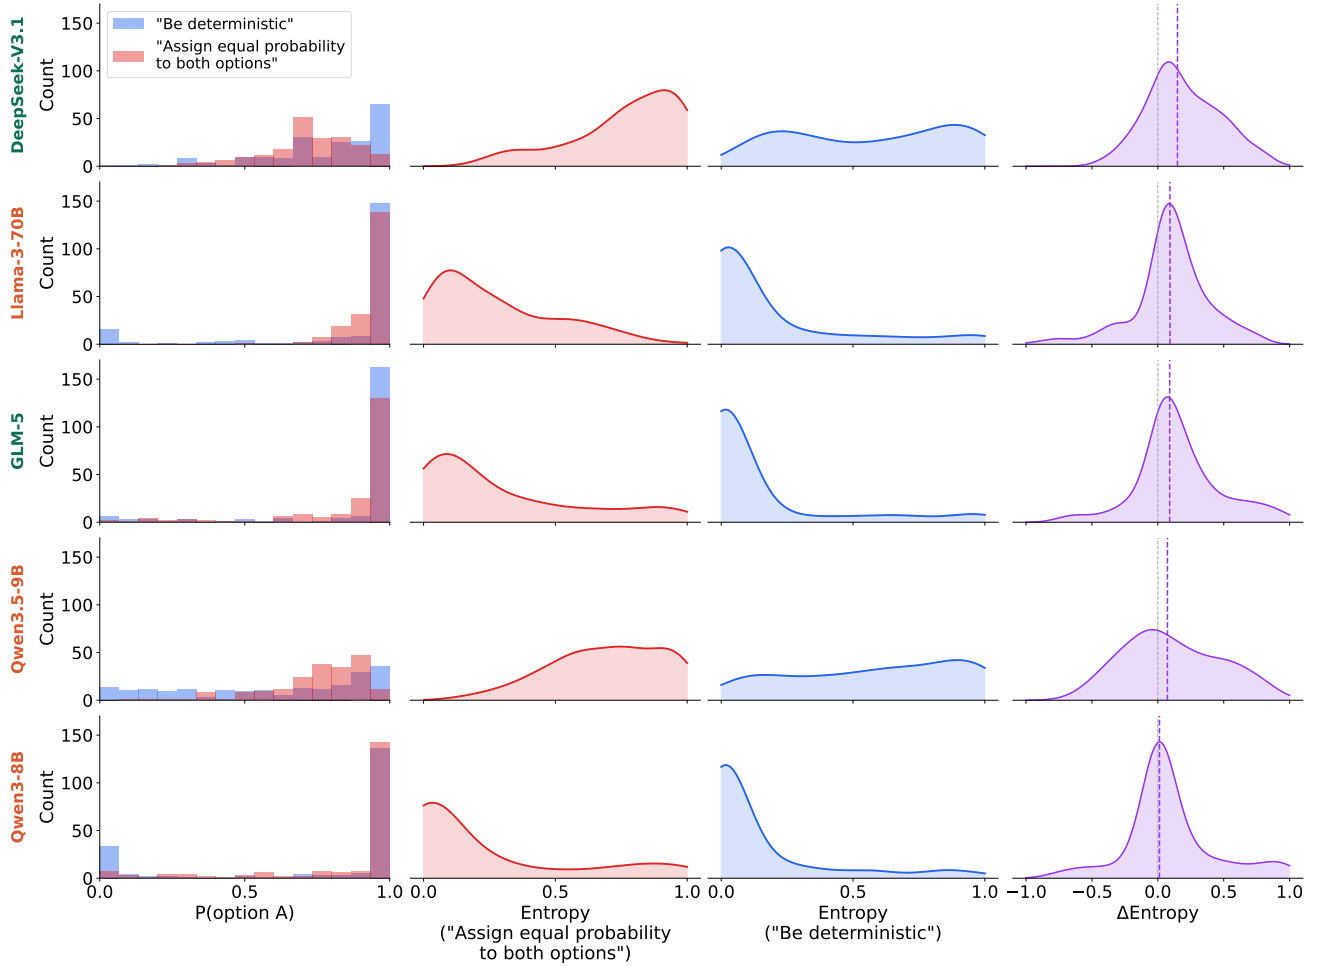 DeepSeek-V3.1
Count
150
100
50
0
"Be deterministic"
"Assign equal probability
to both options"
Llama-3-70B
Count
150
100
50
0
GLM-5
Count
150
100
50
0
Qwen3.5-9B
Count
150
100
50
0
Qwen3-8B
Count
150
100
50
0
0.0 0.5 1.0
P(option A)
0.0 0.5 1.0
Entropy
("Assign equal probability
to both options")
0.0 0.5 1.0
Entropy
("Be deterministic")
−1.0 −0.5 0.0 0.5 1.0
ΔEntropy